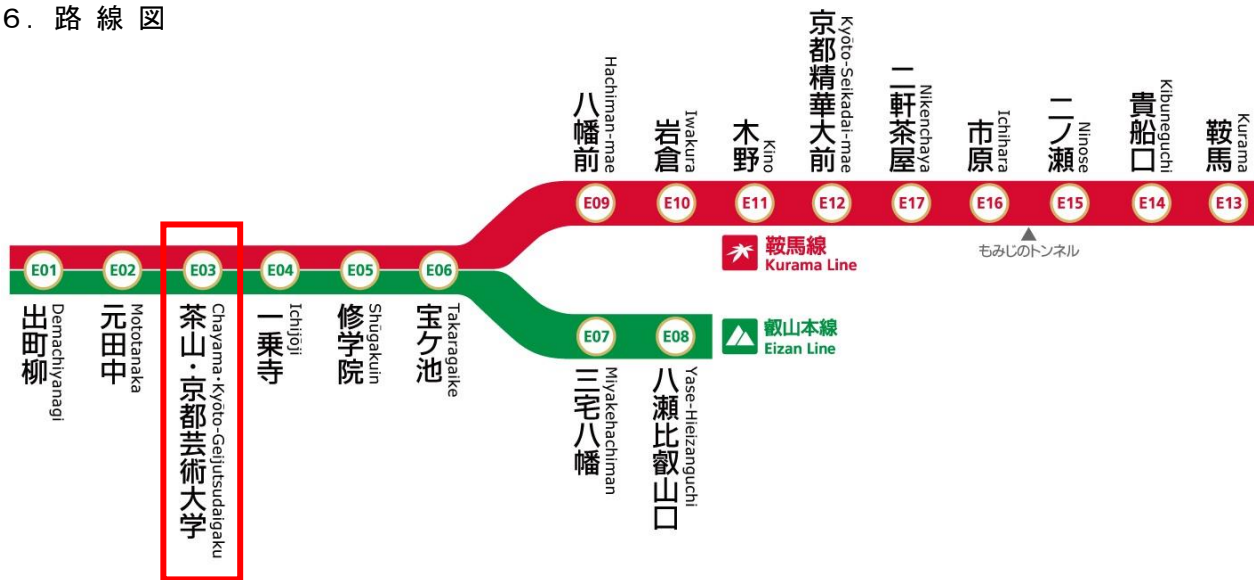 6. 路線図
八幡前
Hachiman-mae
岩倉
Iwakura
木野
Kino
京都精華大前
Kyōto-Seikadai-mae
二軒茶屋
Nikenchaya
市原
Ichihara
二ノ瀬
Ninose
貴船口
Kibuneguchi
鞍馬
Kurama
E09
E10
E11
E12
E17
E16
E15
E14
E13
鞍馬線
Kurama Line
もみじのトンネル
E01
E02
E03
E04
E05
E06
出町柳
Demachiyanagi
元田中
Mototanaka
茶山・京都芸術大学
Chayama・Kyōto-Geijutsudaigaku
一乗寺
Ichijōji
修学院
Shūgakuin
宝ケ池
Takaragaike
E07
E08
叡山本線
Eizan Line
三宅八幡
Miyakehachiman
八瀬比叡山口
Yase-Hieizanguchi